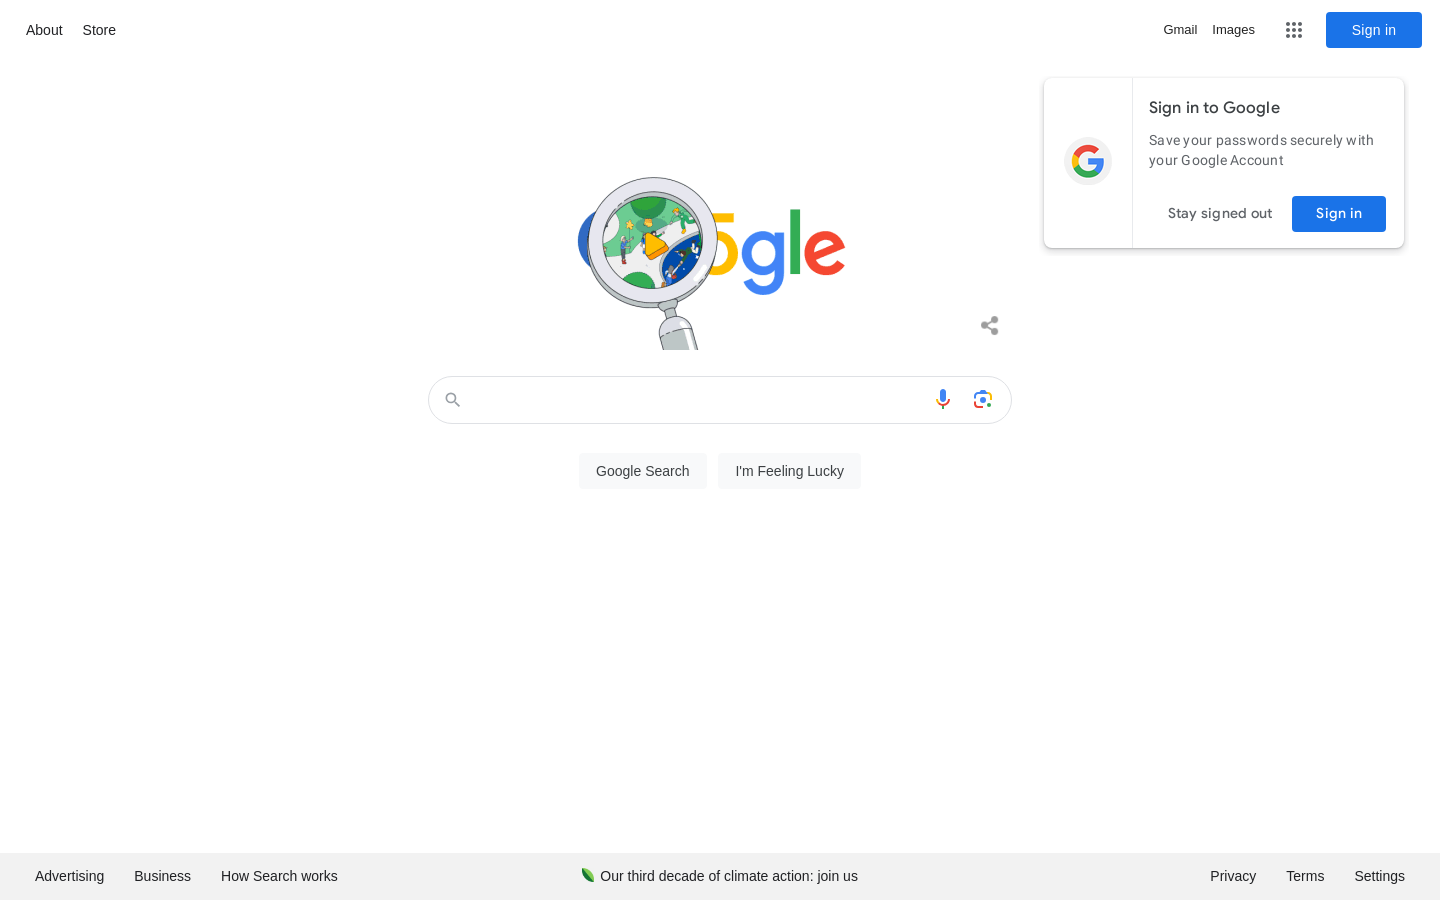 About Store
Gmail Images Sign in
Sign in to Google
Save your passwords securely with
your Google Account
Stay signed out Sign in
gle
Google Search I'm Feeling Lucky
Advertising Business How Search works
Our third decade of climate action: join us
Privacy Terms Settings